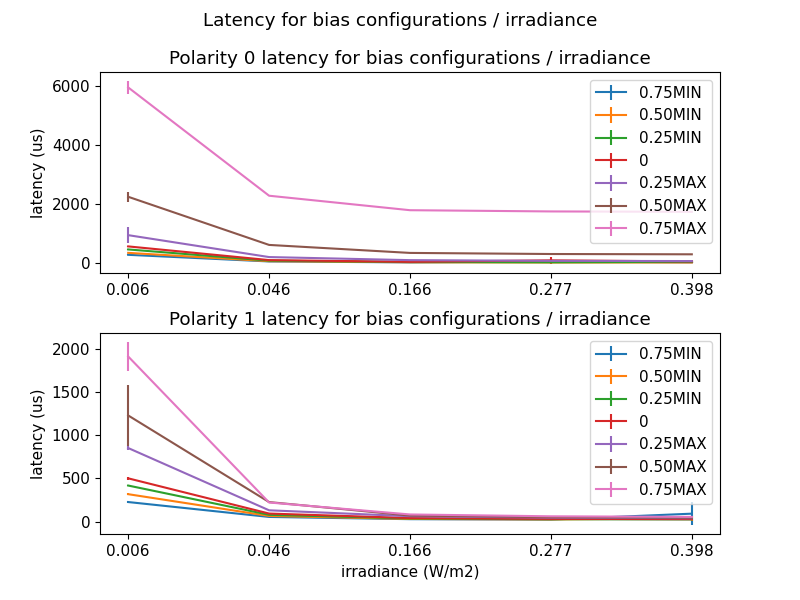 Latency for bias configurations / irradiance
Polarity 0 latency for bias configurations / irradiance
latency (us)
6000
4000
2000
0
0.006 0.046 0.166 0.277 0.398
0.75MIN
0.50MIN
0.25MIN
0
0.25MAX
0.50MAX
0.75MAX
Polarity 1 latency for bias configurations / irradiance
latency (us)
2000
1500
1000
500
0
0.006 0.046 0.166 0.277 0.398
irradiance (W/m2)
0.75MIN
0.50MIN
0.25MIN
0
0.25MAX
0.50MAX
0.75MAX